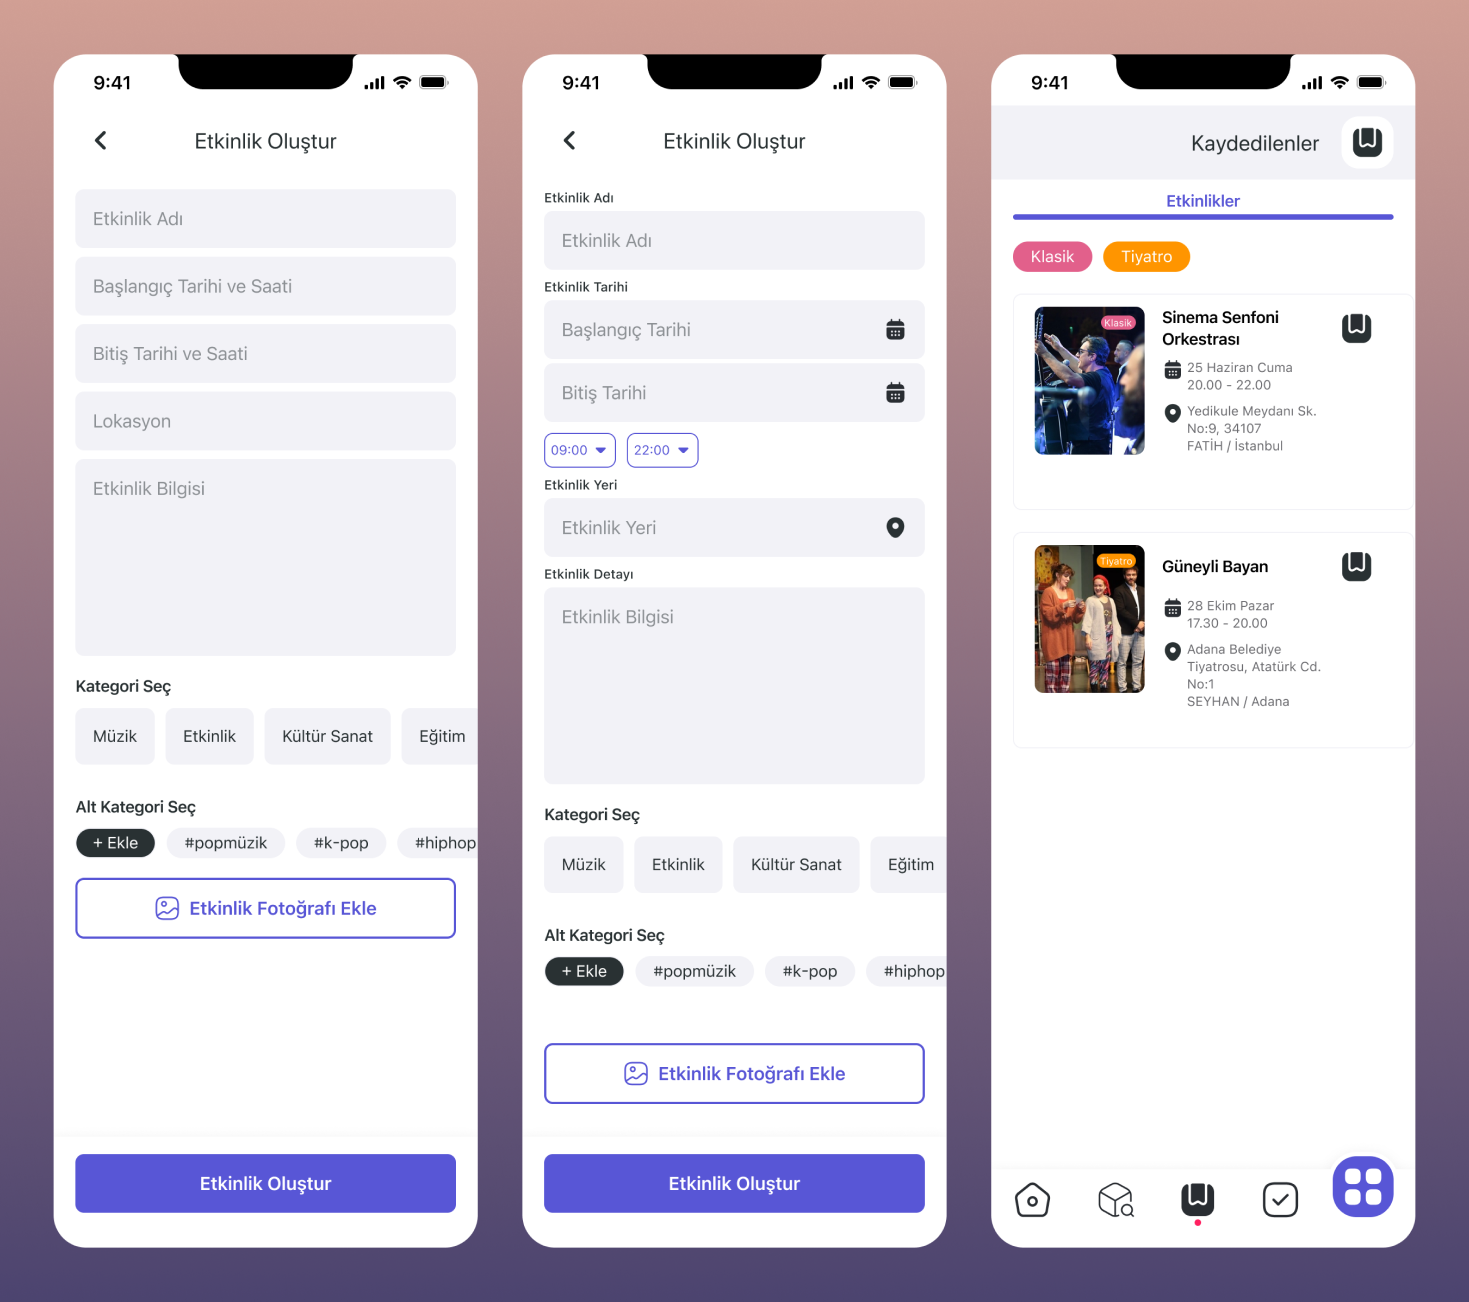 9:41
Etkinlik Oluştur
Etkinlik Adı
Başlangıç Tarihi ve Saati
Bitiş Tarihi ve Saati
Lokasyon
Etkinlik Bilgisi
Kategori Seç
Müzik Etkinlik Kültür Sanat Eğitim
Alt Kategori Seç
+ Ekle #popmüzik #k-pop #hiphop
Etkinlik Fotoğrafı Ekle
Etkinlik Oluştur
9:41
Etkinlik Oluştur
Etkinlik Adı
Etkinlik Adı
Etkinlik Tarihi
Başlangıç Tarihi
Bitiş Tarihi
09:00 22:00
Etkinlik Yeri
Etkinlik Yeri
Etkinlik Detayı
Etkinlik Bilgisi
Kategori Seç
Müzik Etkinlik Kültür Sanat Eğitim
Alt Kategori Seç
+ Ekle #popmüzik #k-pop #hiphop
Etkinlik Fotoğrafı Ekle
Etkinlik Oluştur
9:41
Kaydedilenler
Etkinlikler
Klasik Tiyatro
Klasik
Sinema Senfoni
Orkestrası
25 Haziran Cuma
20.00 - 22.00
Yedikule Meydanı Sk.
No:9, 34107
FATİH / İstanbul
Tiyatro
Güneyli Bayan
28 Ekim Pazar
17.30 - 20.00
Adana Belediye
Tiyatrosu, Atatürk Cd.
No:1
SEYHAN / Adana